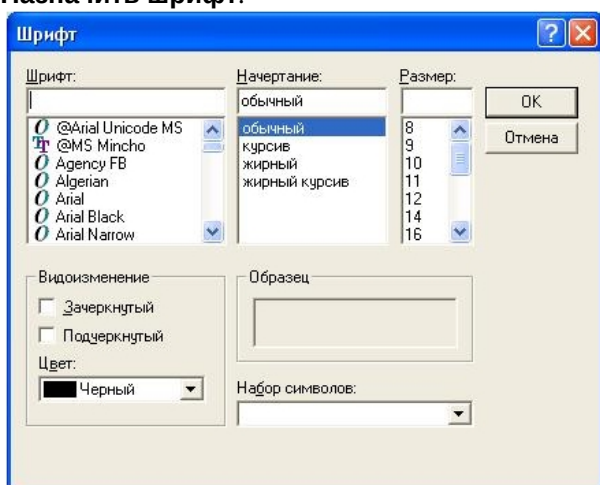 Назначить шрифт.
Шрифт
Шрифт: Начертание: Размер:
обычный
OK
@Arial Unicode MS обычный 8
@MS Mincho курсив 9
Отмена
Agency FB жирный 10
Algerian жирный курсив 11
Arial 12
Arial Black 14
Arial Narrow 16
Видоизменение Образец
Зачеркнутый
Подчеркнутый
Цвет:
Черный
Набор символов: